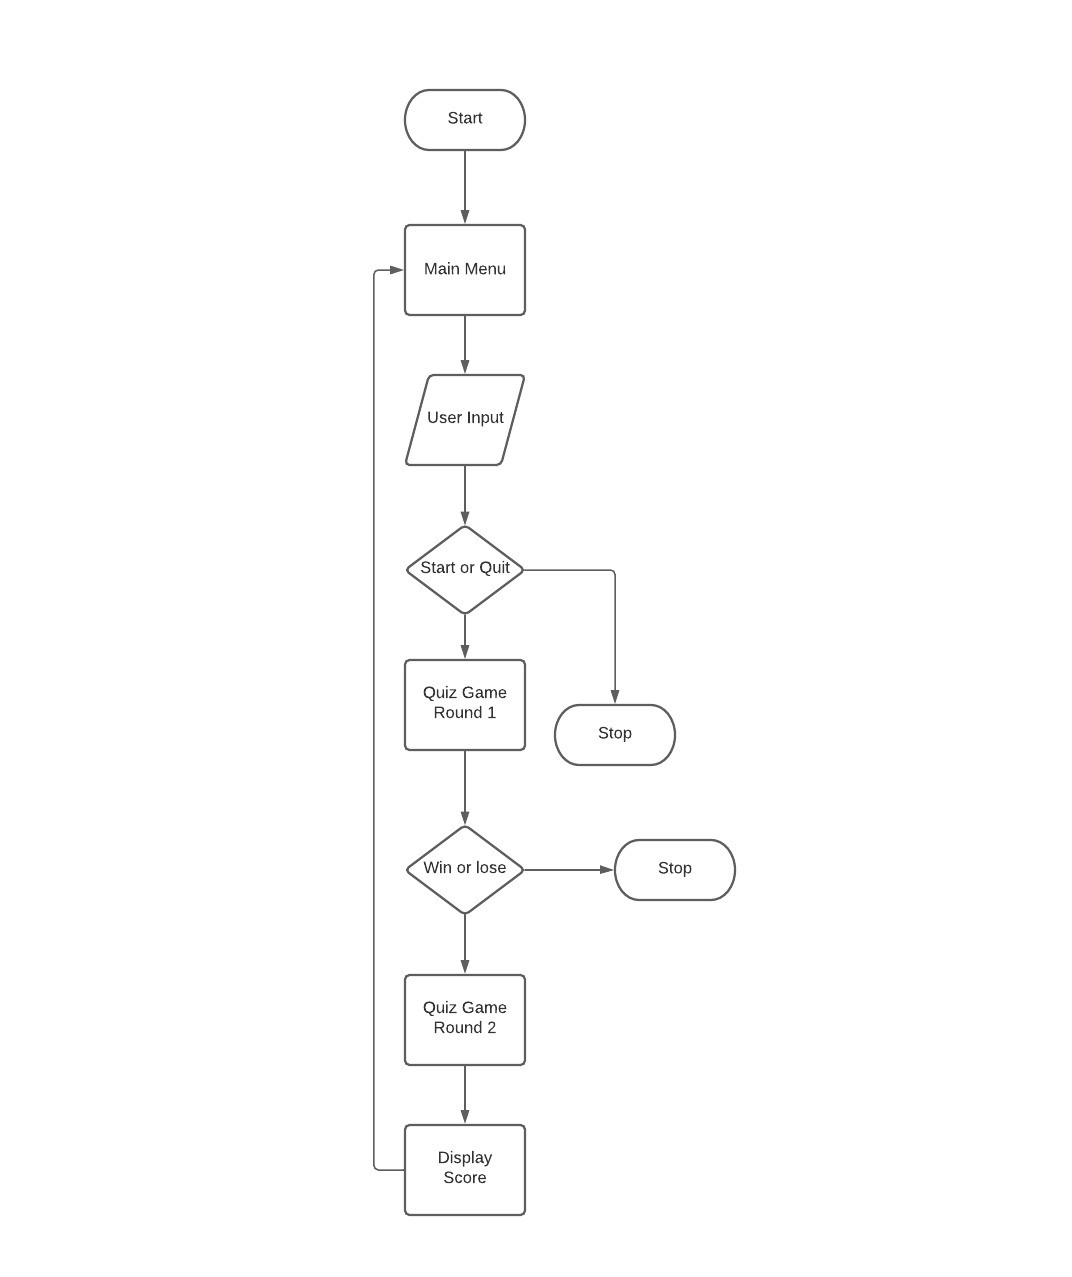 Start
Main Menu
User Input
Start or Quit
Quiz Game
Round 1
Stop
Win or lose
Stop
Quiz Game
Round 2
Display
Score